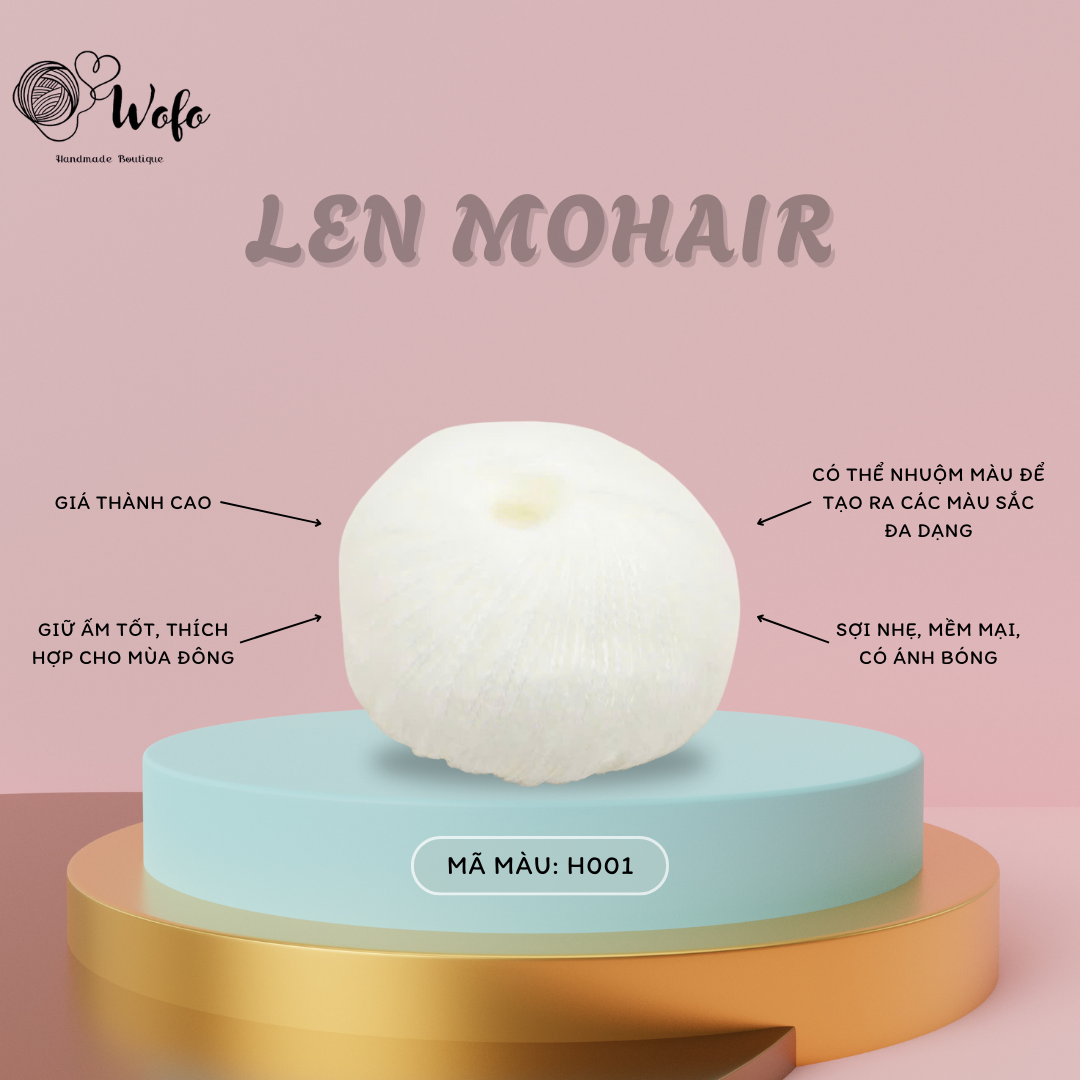 Wofo
Handmade Boutique
LEN MOHAIR
GIÁ THÀNH CAO
CÓ THỂ NHUỘM MÀU ĐỂ
TẠO RA CÁC MÀU SẮC
ĐA DẠNG
GIỮ ẤM TỐT, THÍCH
HỢP CHO MÙA ĐÔNG
SỢI NHẸ, MỀM MẠI,
CÓ ÁNH BÓNG
MÃ MÀU: H001